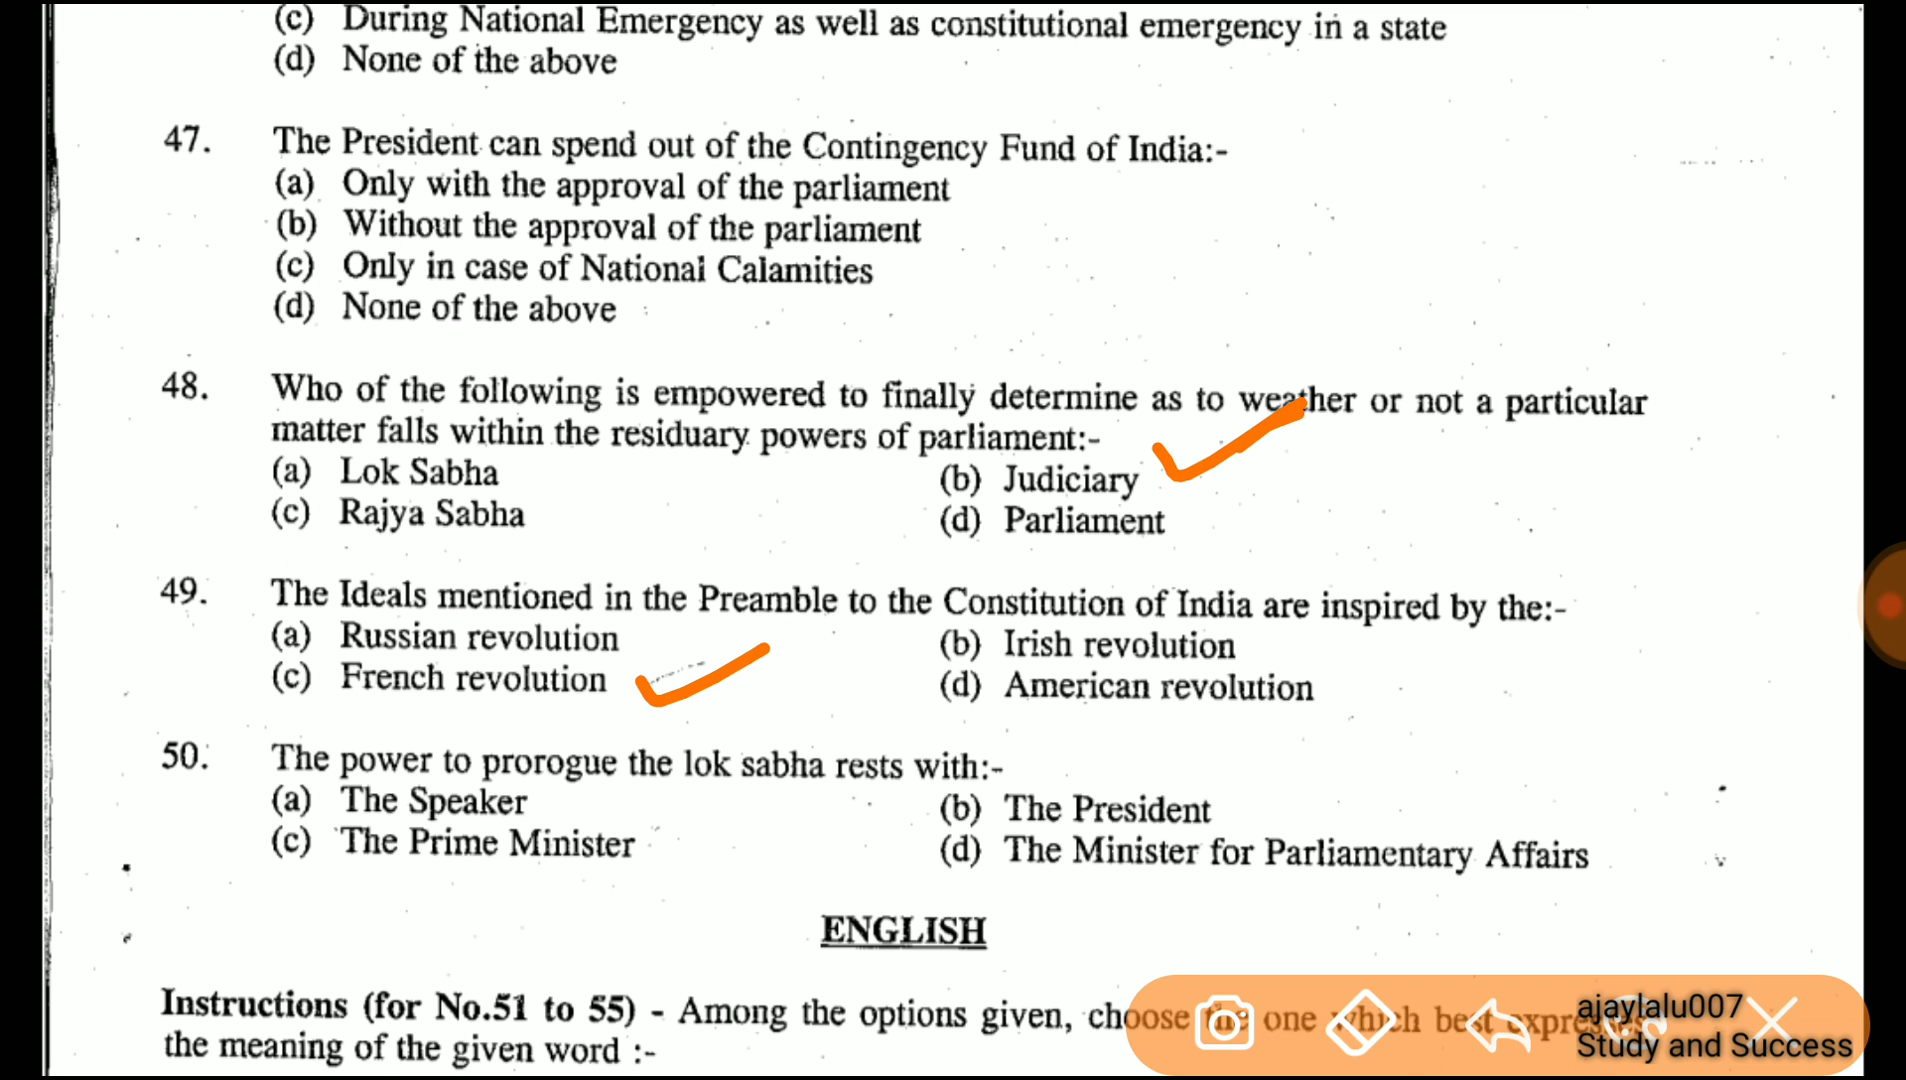 (c) During National Emergency as well as constitutional emergency in a state
(d) None of the above
47. The President can spend out of the Contingency Fund of India:-
(a) Only with the approval of the parliament
(b) Without the approval of the parliament
(c) Only in case of National Calamities
(d) None of the above
48. Who of the following is empowered to finally determine as to weather or not a particular
matter falls within the residuary powers of parliament:-
(a) Lok Sabha (b) Judiciary
(c) Rajya Sabha (d) Parliament
49. The Ideals mentioned in the Preamble to the Constitution of India are inspired by the:-
(a) Russian revolution (b) Irish revolution
(c) French revolution (d) American revolution
50. The power to prorogue the lok sabha rests with:-
(a) The Speaker (b) The President
(c) The Prime Minister (d) The Minister for Parliamentary Affairs
ENGLISH
Instructions (for No.51 to 55) - Among the options given, choose the one which best expresses
the meaning of the given word :-
ajaylalu007
Study and Success